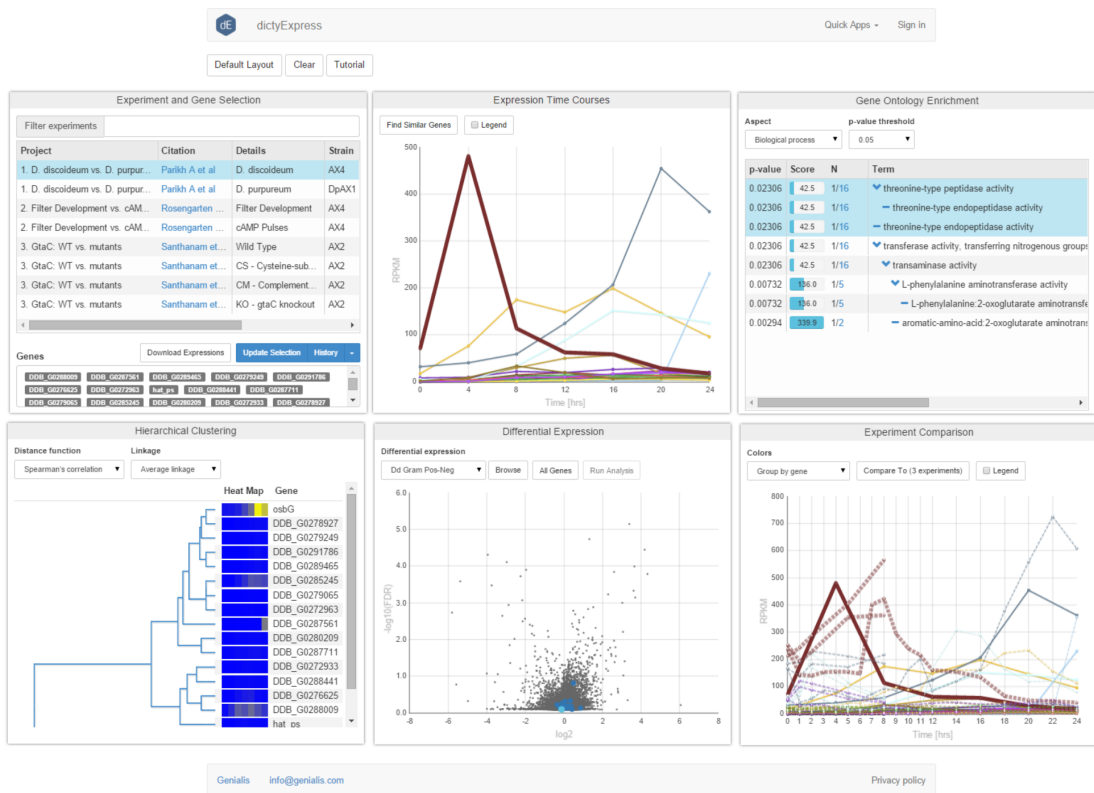 dE dictyExpress Quick Apps Sign in
Default Layout Clear Tutorial
Experiment and Gene Selection
Filter experiments
Project Citation Details Strain
1. D. discoideum vs. D. purpur... Parikh A et al D. discoideum AX4
1. D. discoideum vs. D. purpur... Parikh A et al D. purpureum DpAX1
2. Filter Development vs. cAM... Rosengarten ... Filter Development AX4
2. Filter Development vs. cAM... Rosengarten ... cAMP Pulses AX4
3. GtaC: WT vs. mutants Santhanam et... Wild Type AX2
3. GtaC: WT vs. mutants Santhanam et... CS - Cysteine-sub... AX2
3. GtaC: WT vs. mutants Santhanam et... CM - Complement... AX2
3. GtaC: WT vs. mutants Santhanam et... KO - gtaC knockout AX2
Genes Download Expressions Update Selection History
DDB_G0288009 DDB_G0287561 DDB_G0289465 DDB_G0279249 DDB_G0291786
DDB_G0276625 DDB_G0272963 hat_ps DDB_G0288441 DDB_G0287711
DDB_G0279065 DDB_G0285245 DDB_G0280209 DDB_G0272933 DDB_G0278927
Expression Time Courses
Find Similar Genes Legend
500
400
300
200
100
0
RPKM
0 4 8 12 16 20 24
Time [hrs]
Gene Ontology Enrichment
Aspect p-value threshold
Biological process 0.05
p-value Score N Term
0.02306 42.5 1/16 threonine-type peptidase activity
0.02306 42.5 1/16 threonine-type endopeptidase activity
0.02306 42.5 1/16 threonine-type endopeptidase activity
0.02306 42.5 1/16 transferase activity, transferring nitrogenous groups
0.02306 42.5 1/16 transaminase activity
0.00732 136.0 1/5 L-phenylalanine aminotransferase activity
0.00732 136.0 1/5 L-phenylalanine:2-oxoglutarate aminotransfe
0.00294 339.9 1/2 aromatic-amino-acid:2-oxoglutarate aminotrans
Hierarchical Clustering
Distance function Linkage
Spearman's correlation Average linkage
Heat Map Gene
osbG
DDB_G0278927
DDB_G0279249
DDB_G0291786
DDB_G0289465
DDB_G0285245
DDB_G0279065
DDB_G0272963
DDB_G0287561
DDB_G0280209
DDB_G0287711
DDB_G0272933
DDB_G0288441
DDB_G0276625
DDB_G0288009
hat_ps
Differential Expression
Differential expression
Dd Gram Pos-Neg Browse All Genes Run Analysis
6.0
5.0
4.0
3.0
2.0
1.0
0.0
-log10(FDR)
-8 -6 -4 -2 0 2 4 6 8
log2
Experiment Comparison
Colors
Group by gene Compare To (3 experiments) Legend
800
700
600
500
400
300
200
100
0
RPKM
0 1 2 3 4 5 6 7 8 9 10 11 12 14 16 18 20 22 24
Time [hrs]
Genialis info@genialis.com Privacy policy